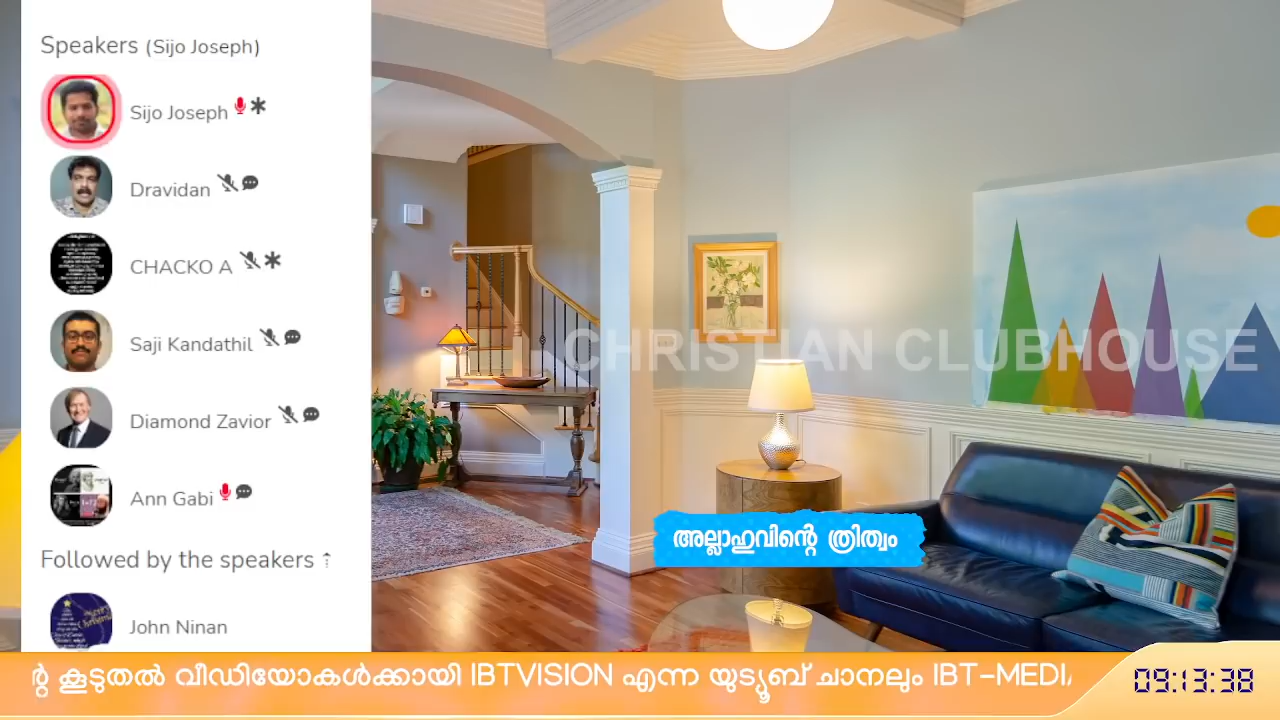 Speakers (Sijo Joseph)
Sijo Joseph
Dravidan
CHACKO A
Saji Kandathil
Diamond Zavior
Ann Gabi
Followed by the speakers
John Ninan
CHRISTIAN CLUBHOUSE
അല്ലാഹുവിന്റെ ത്രിത്വം
റ്റ കൂടുതൽ വീഡിയോകൾക്കായി IBTVISION എന്ന യുട്യൂബ് ചാനലും IBT-MEDIA
09:13:38